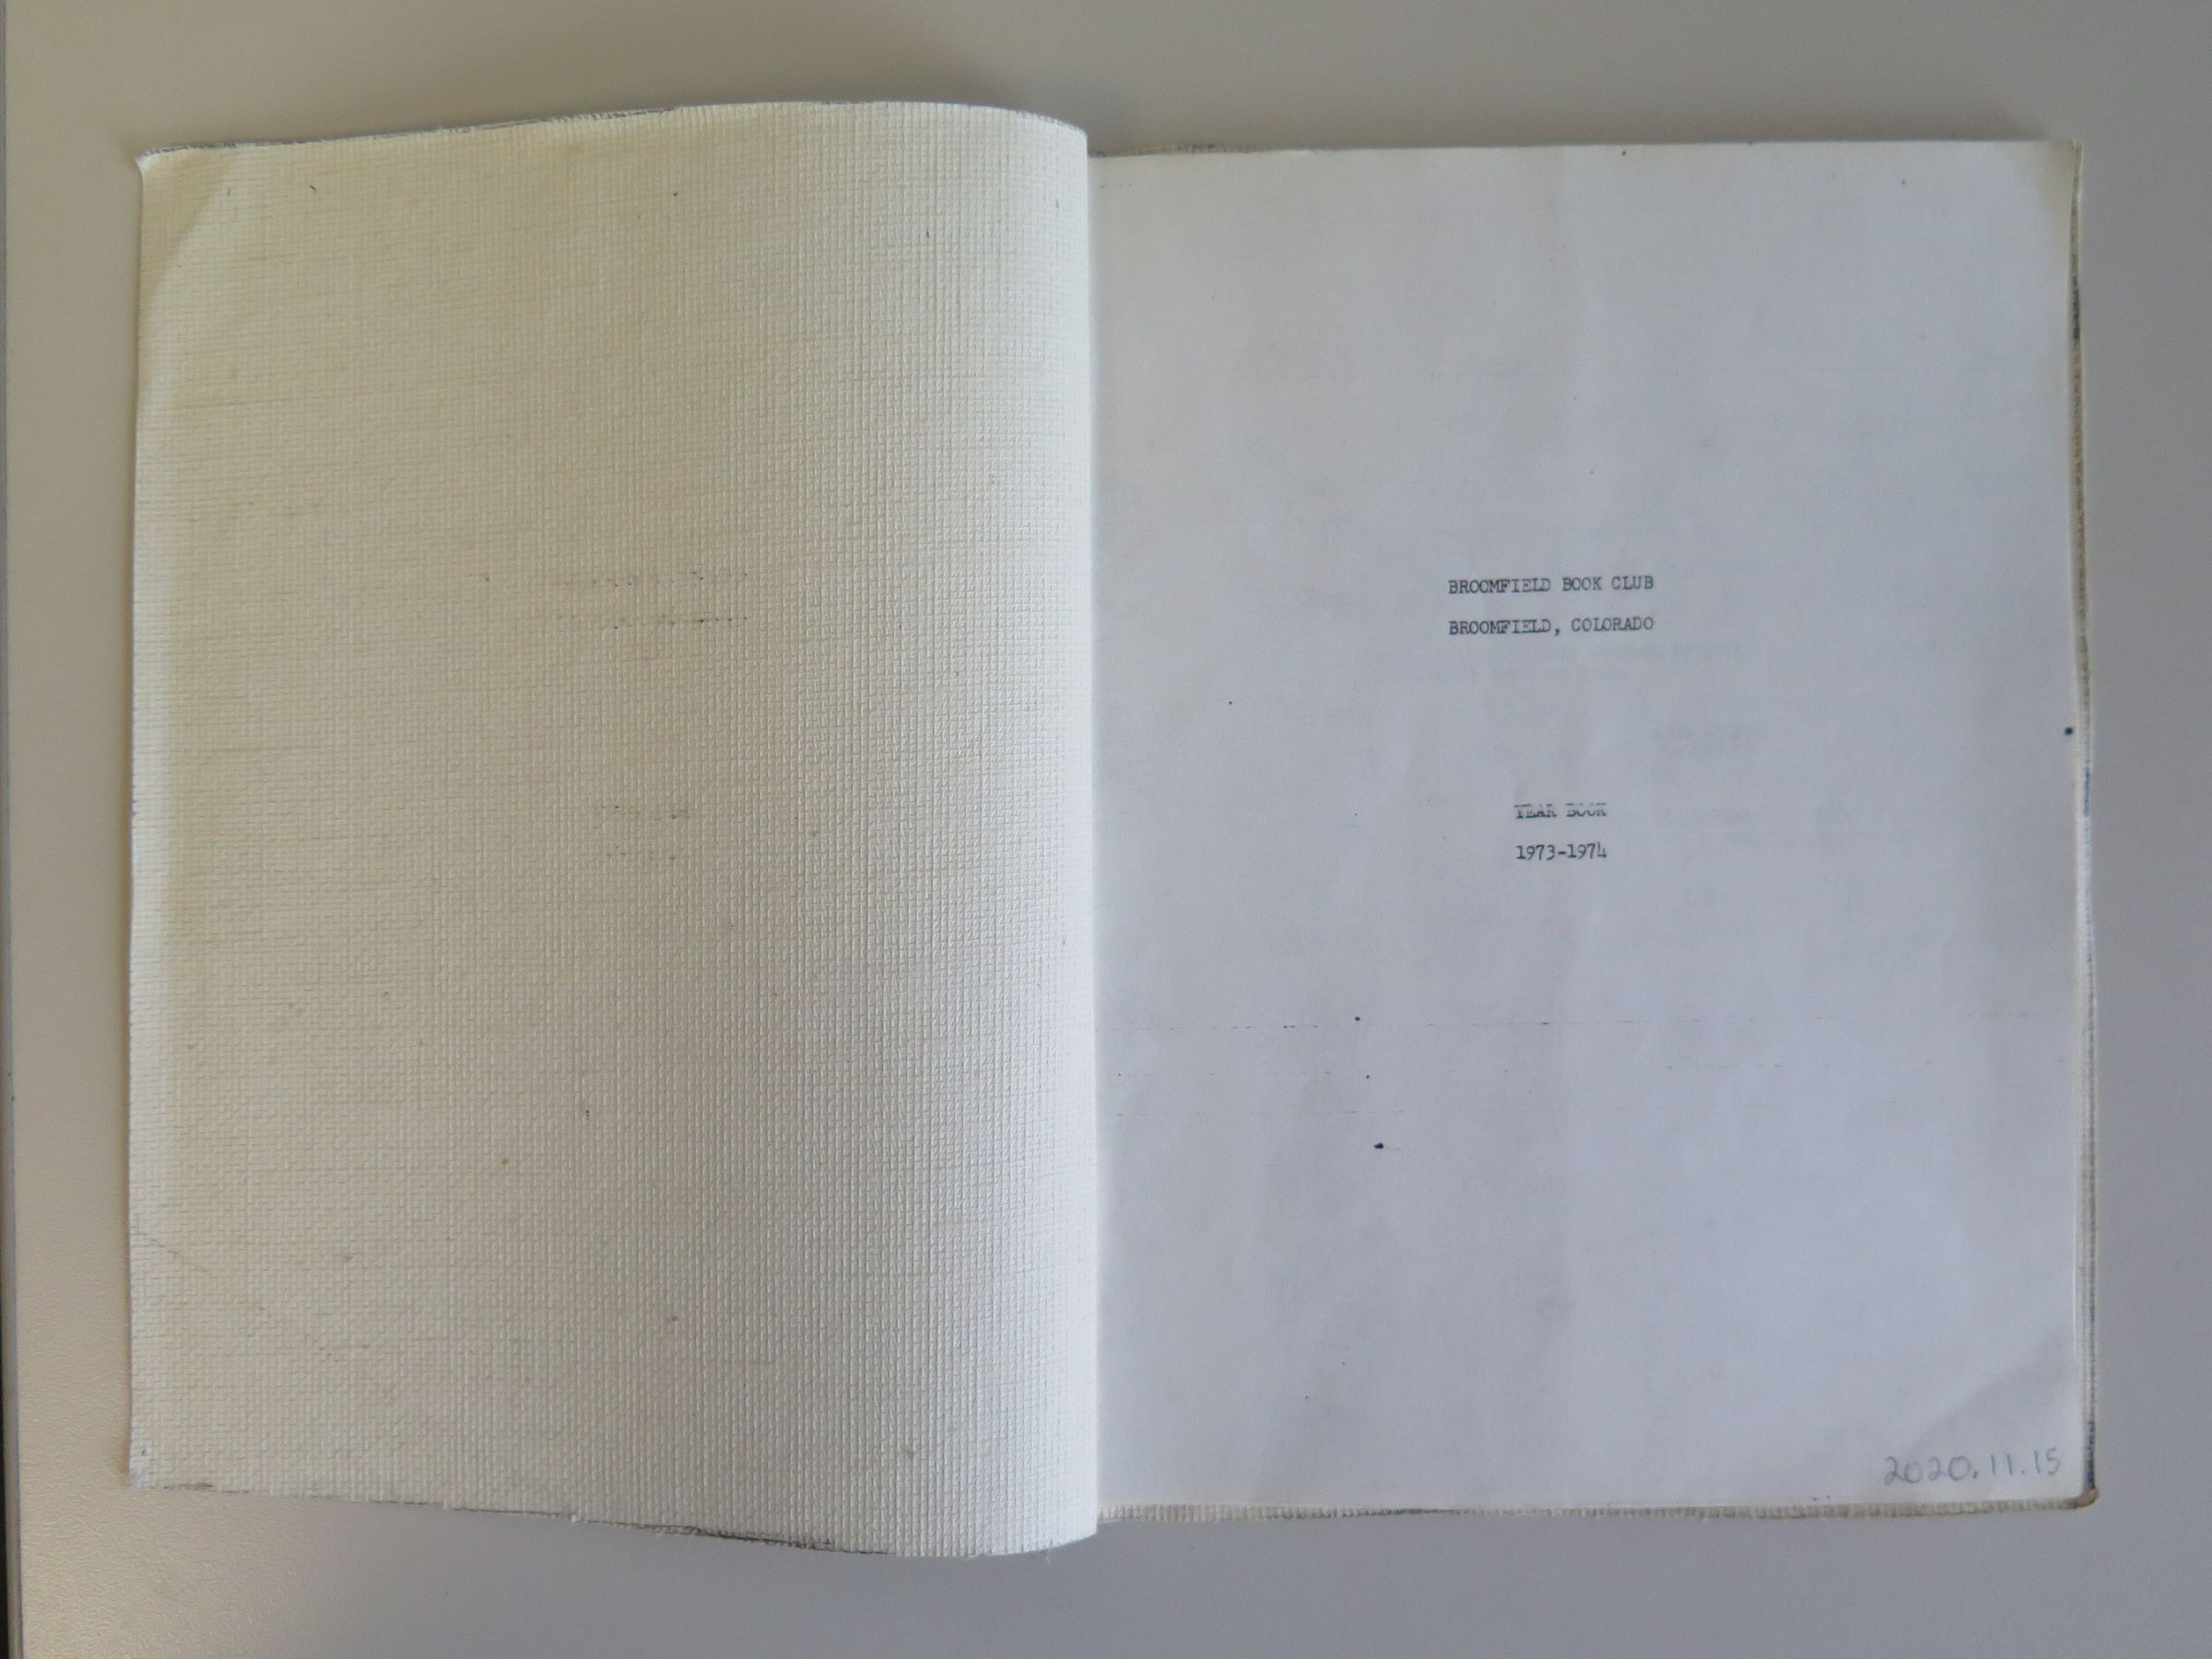 BROOMFIELD BOOK CLUB
BROOMFIELD, COLORADO
YEAR BOOK
1973-1974
2020.11.15